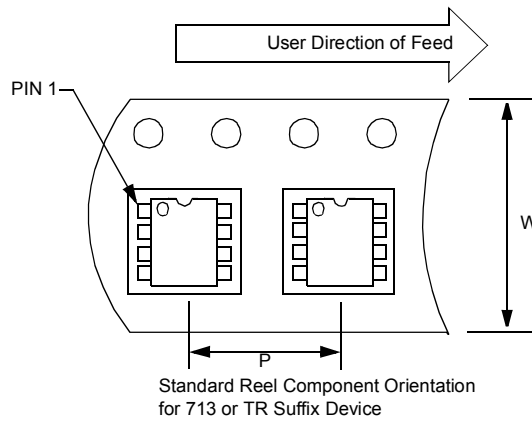 User Direction of Feed
PIN 1
W
P
Standard Reel Component Orientation
for 713 or TR Suffix Device